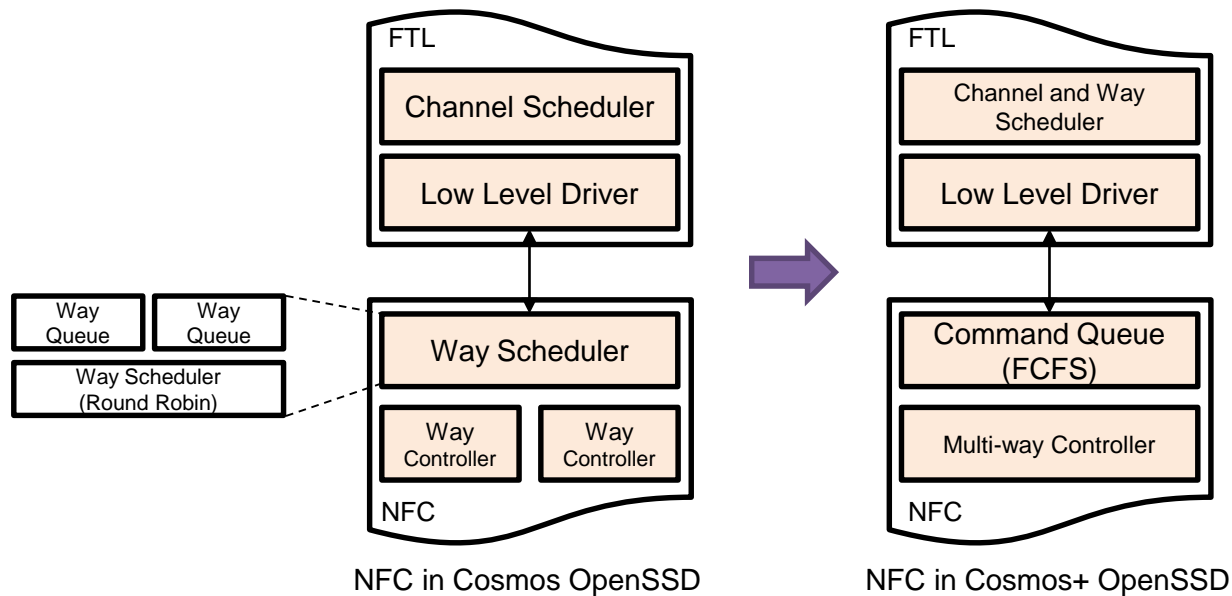 FTL
Channel Scheduler
Low Level Driver
Way
Queue
Way
Queue
Way Scheduler
(Round Robin)
Way Scheduler
Way
Controller
Way
Controller
NFC
NFC in Cosmos OpenSSD
FTL
Channel and Way
Scheduler
Low Level Driver
Command Queue
(FCFS)
Multi-way Controller
NFC
NFC in Cosmos+ OpenSSD